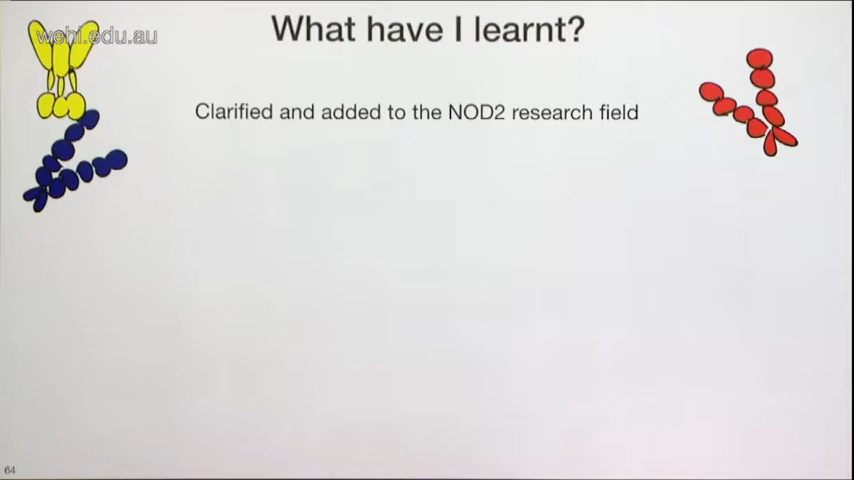 What have I learnt?
wehi.edu.au
Clarified and added to the NOD2 research field
64